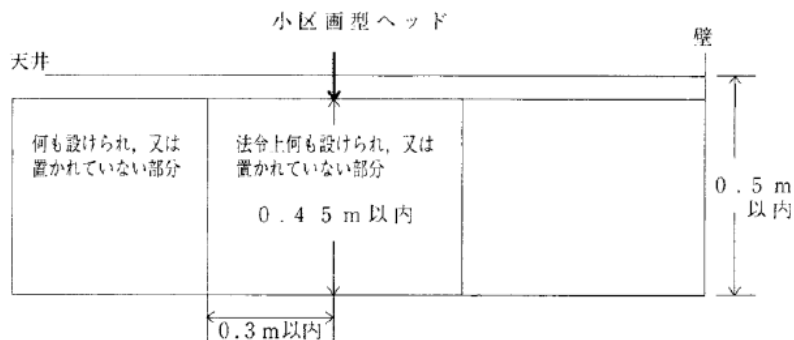 小区画型ヘッド
壁
天井
何も設けられ，又は
置かれていない部分
法令上何も設けられ，又は
置かれていない部分
0.45m以内
0.5m
以内
0.3m以内